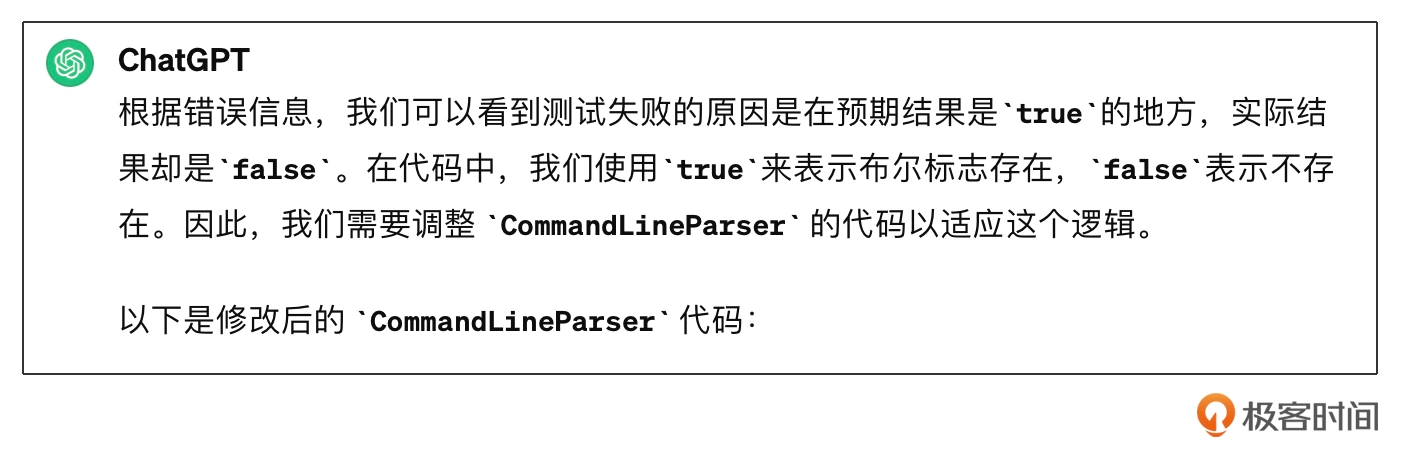 ChatGPT
根据错误信息，我们可以看到测试失败的原因是在预期结果是`true`的地方，实际结
果却是`false`。在代码中，我们使用`true`来表示布尔标志存在，`false`表示不存
在。因此，我们需要调整 `CommandLineParser` 的代码以适应这个逻辑。
以下是修改后的 `CommandLineParser` 代码：
极客时间